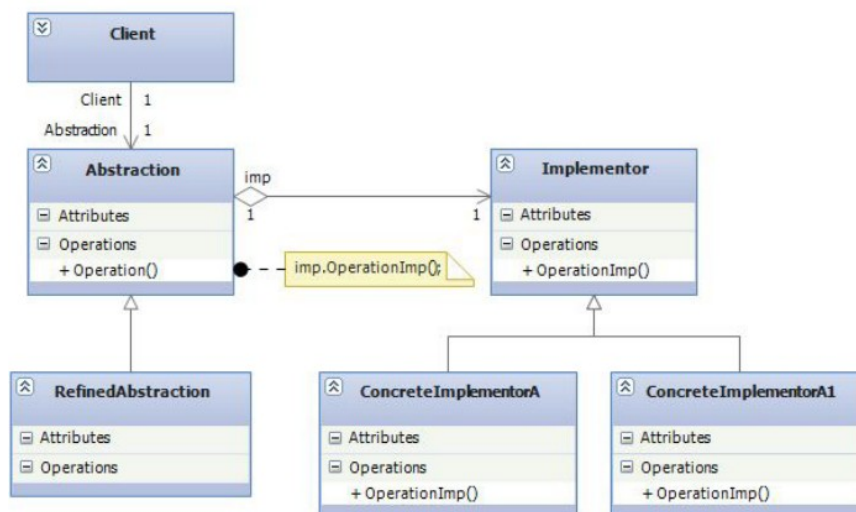 Client
Client 1
Abstraction 1
Abstraction
Attributes
Operations
+ Operation()
imp
1
1
imp.OperationImp();
Implementor
Attributes
Operations
+ OperationImp()
RefinedAbstraction
Attributes
Operations
ConcreteImplementorA
Attributes
Operations
+ OperationImp()
ConcreteImplementorA1
Attributes
Operations
+ OperationImp()